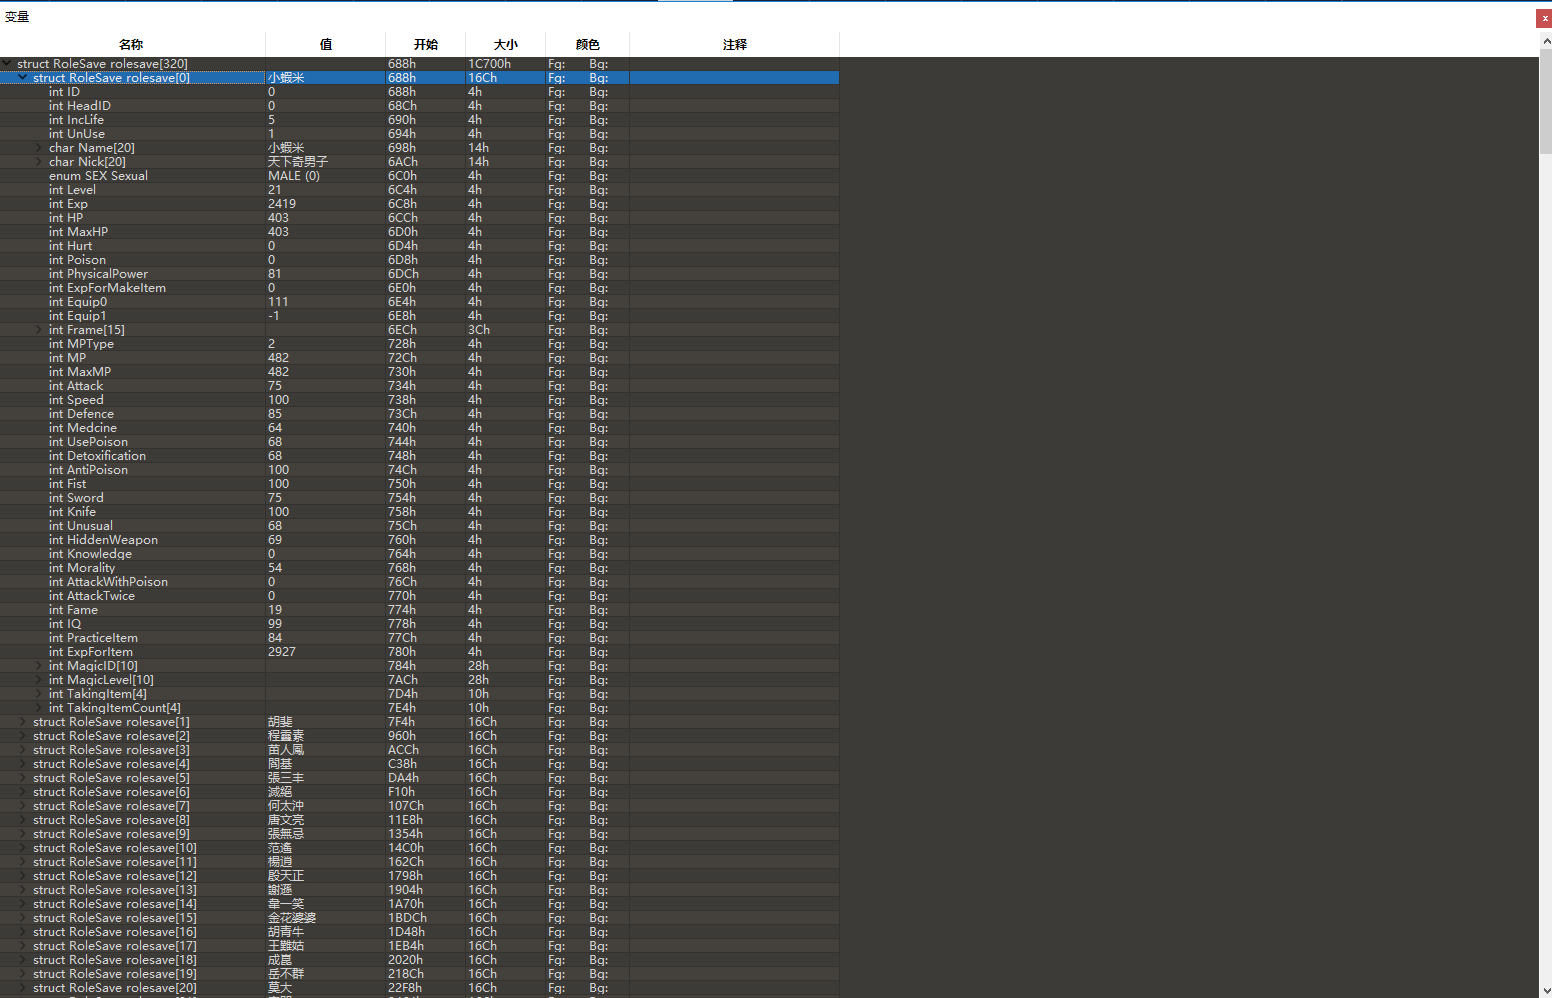 变量
名称 值 开始 大小 颜色 注释
struct RoleSave rolesave[320] 688h 1C700h Fg: Bg:
struct RoleSave rolesave[0] 小蝦米 688h 16Ch Fg: Bg:
int ID 0 688h 4h Fg: Bg:
int HeadID 0 68Ch 4h Fg: Bg:
int IncLife 5 690h 4h Fg: Bg:
int UnUse 1 694h 4h Fg: Bg:
char Name[20] 小蝦米 698h 14h Fg: Bg:
char Nick[20] 天下奇男子 6ACh 14h Fg: Bg:
enum SEX Sexual MALE (0) 6C0h 4h Fg: Bg:
int Level 21 6C4h 4h Fg: Bg:
int Exp 2419 6C8h 4h Fg: Bg:
int HP 403 6CCh 4h Fg: Bg:
int MaxHP 403 6D0h 4h Fg: Bg:
int Hurt 0 6D4h 4h Fg: Bg:
int Poison 0 6D8h 4h Fg: Bg:
int PhysicalPower 81 6DCh 4h Fg: Bg:
int ExpForMakeItem 0 6E0h 4h Fg: Bg:
int Equip0 111 6E4h 4h Fg: Bg:
int Equip1 -1 6E8h 4h Fg: Bg:
int Frame[15] 6ECh 3Ch Fg: Bg:
int MPType 2 728h 4h Fg: Bg:
int MP 482 72Ch 4h Fg: Bg:
int MaxMP 482 730h 4h Fg: Bg:
int Attack 75 734h 4h Fg: Bg:
int Speed 100 738h 4h Fg: Bg:
int Defence 85 73Ch 4h Fg: Bg:
int Medcine 64 740h 4h Fg: Bg:
int UsePoison 68 744h 4h Fg: Bg:
int Detoxification 68 748h 4h Fg: Bg:
int AntiPoison 100 74Ch 4h Fg: Bg:
int Fist 100 750h 4h Fg: Bg:
int Sword 75 754h 4h Fg: Bg:
int Knife 100 758h 4h Fg: Bg:
int Unusual 68 75Ch 4h Fg: Bg:
int HiddenWeapon 69 760h 4h Fg: Bg:
int Knowledge 0 764h 4h Fg: Bg:
int Morality 54 768h 4h Fg: Bg:
int AttackWithPoison 0 76Ch 4h Fg: Bg:
int AttackTwice 0 770h 4h Fg: Bg:
int Fame 19 774h 4h Fg: Bg:
int IQ 99 778h 4h Fg: Bg:
int PracticeItem 84 77Ch 4h Fg: Bg:
int ExpForItem 2927 780h 4h Fg: Bg:
int MagicID[10] 784h 28h Fg: Bg:
int MagicLevel[10] 7ACh 28h Fg: Bg:
int TakingItem[4] 7D4h 10h Fg: Bg:
int TakingItemCount[4] 7E4h 10h Fg: Bg:
struct RoleSave rolesave[1] 胡斐 7F4h 16Ch Fg: Bg:
struct RoleSave rolesave[2] 程靈素 960h 16Ch Fg: Bg:
struct RoleSave rolesave[3] 苗人鳳 ACCh 16Ch Fg: Bg:
struct RoleSave rolesave[4] 閻基 C38h 16Ch Fg: Bg:
struct RoleSave rolesave[5] 張三丰 DA4h 16Ch Fg: Bg:
struct RoleSave rolesave[6] 滅絕 F10h 16Ch Fg: Bg:
struct RoleSave rolesave[7] 何太沖 107Ch 16Ch Fg: Bg:
struct RoleSave rolesave[8] 唐文亮 11E8h 16Ch Fg: Bg:
struct RoleSave rolesave[9] 張無忌 1354h 16Ch Fg: Bg:
struct RoleSave rolesave[10] 范遙 14C0h 16Ch Fg: Bg:
struct RoleSave rolesave[11] 楊逍 162Ch 16Ch Fg: Bg:
struct RoleSave rolesave[12] 殷天正 1798h 16Ch Fg: Bg:
struct RoleSave rolesave[13] 謝遜 1904h 16Ch Fg: Bg:
struct RoleSave rolesave[14] 韋一笑 1A70h 16Ch Fg: Bg:
struct RoleSave rolesave[15] 金花婆婆 1BDCh 16Ch Fg: Bg:
struct RoleSave rolesave[16] 胡青牛 1D48h 16Ch Fg: Bg:
struct RoleSave rolesave[17] 王難姑 1EB4h 16Ch Fg: Bg:
struct RoleSave rolesave[18] 成崑 2020h 16Ch Fg: Bg:
struct RoleSave rolesave[19] 岳不群 218Ch 16Ch Fg: Bg:
struct RoleSave rolesave[20] 莫大 22F8h 16Ch Fg: Bg: